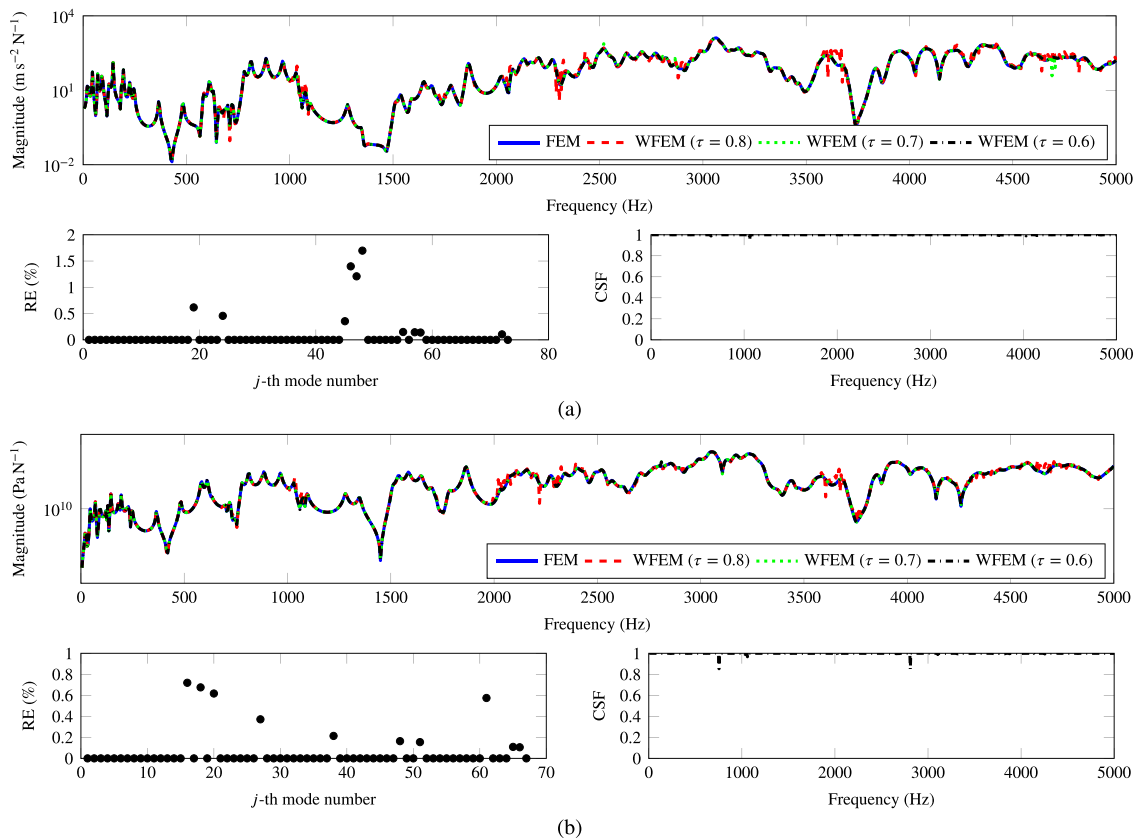 10^4
10^1
10^−2
Magnitude (m s^−2 N^−1)
FEM WFEM (τ = 0.8) WFEM (τ = 0.7) WFEM (τ = 0.6)
0 500 1000 1500 2000 2500 3000 3500 4000 4500 5000
Frequency (Hz)
2
1.5
1
0.5
0
RE (%)
0 20 40 60 80
j-th mode number
1
0.8
0.6
0.4
0.2
0
CSF
0 1000 2000 3000 4000 5000
Frequency (Hz)
(a)
10^10
Magnitude (Pa N^−1)
FEM WFEM (τ = 0.8) WFEM (τ = 0.7) WFEM (τ = 0.6)
0 500 1000 1500 2000 2500 3000 3500 4000 4500 5000
Frequency (Hz)
1
0.8
0.6
0.4
0.2
0
RE (%)
0 10 20 30 40 50 60 70
j-th mode number
1
0.8
0.6
0.4
0.2
0
CSF
0 1000 2000 3000 4000 5000
Frequency (Hz)
(b)